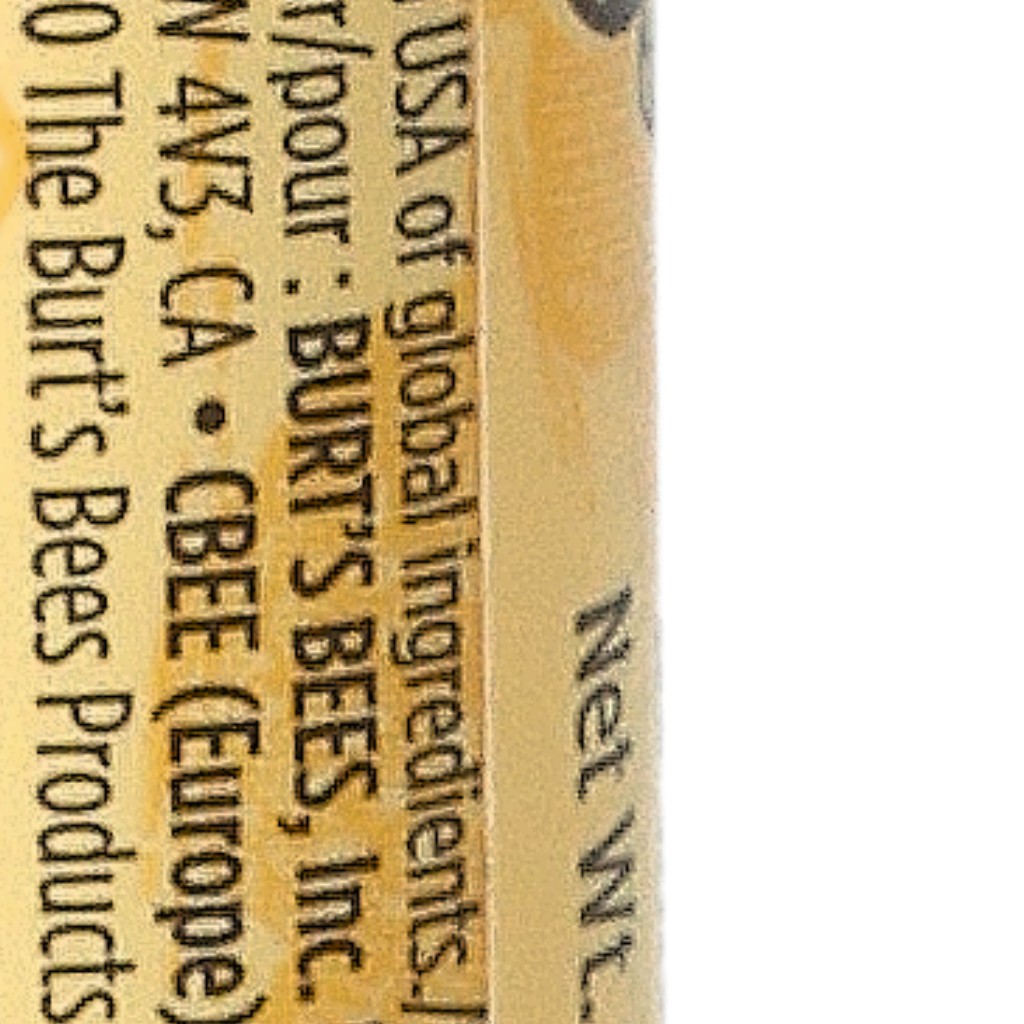 Net Wt.
USA of global ingredients./
r/pour : BURT'S BEES, Inc.
N 4V3, CA • CBEE (Europe)
0 The Burt's Bees Products